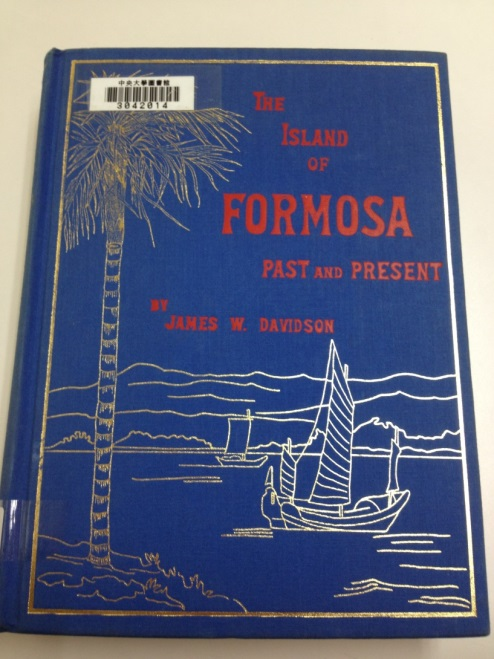 中央大學圖書館
3042014
THE
ISLAND
OF
FORMOSA
PAST AND PRESENT
BY
JAMES W. DAVIDSON